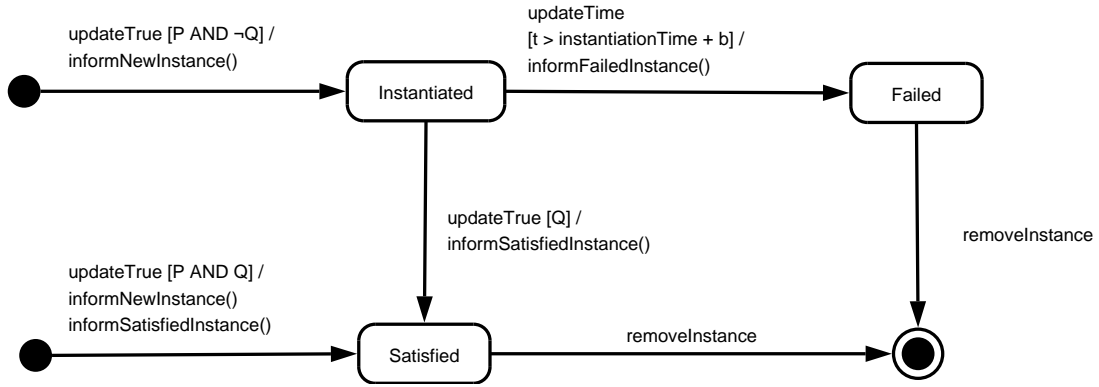 updateTrue [P AND ¬Q] /
informNewInstance()
updateTime
[t > instantiationTime + b] /
informFailedInstance()
Instantiated
Failed
updateTrue [Q] /
informSatisfiedInstance()
removeInstance
updateTrue [P AND Q] /
informNewInstance()
informSatisfiedInstance()
Satisfied
removeInstance